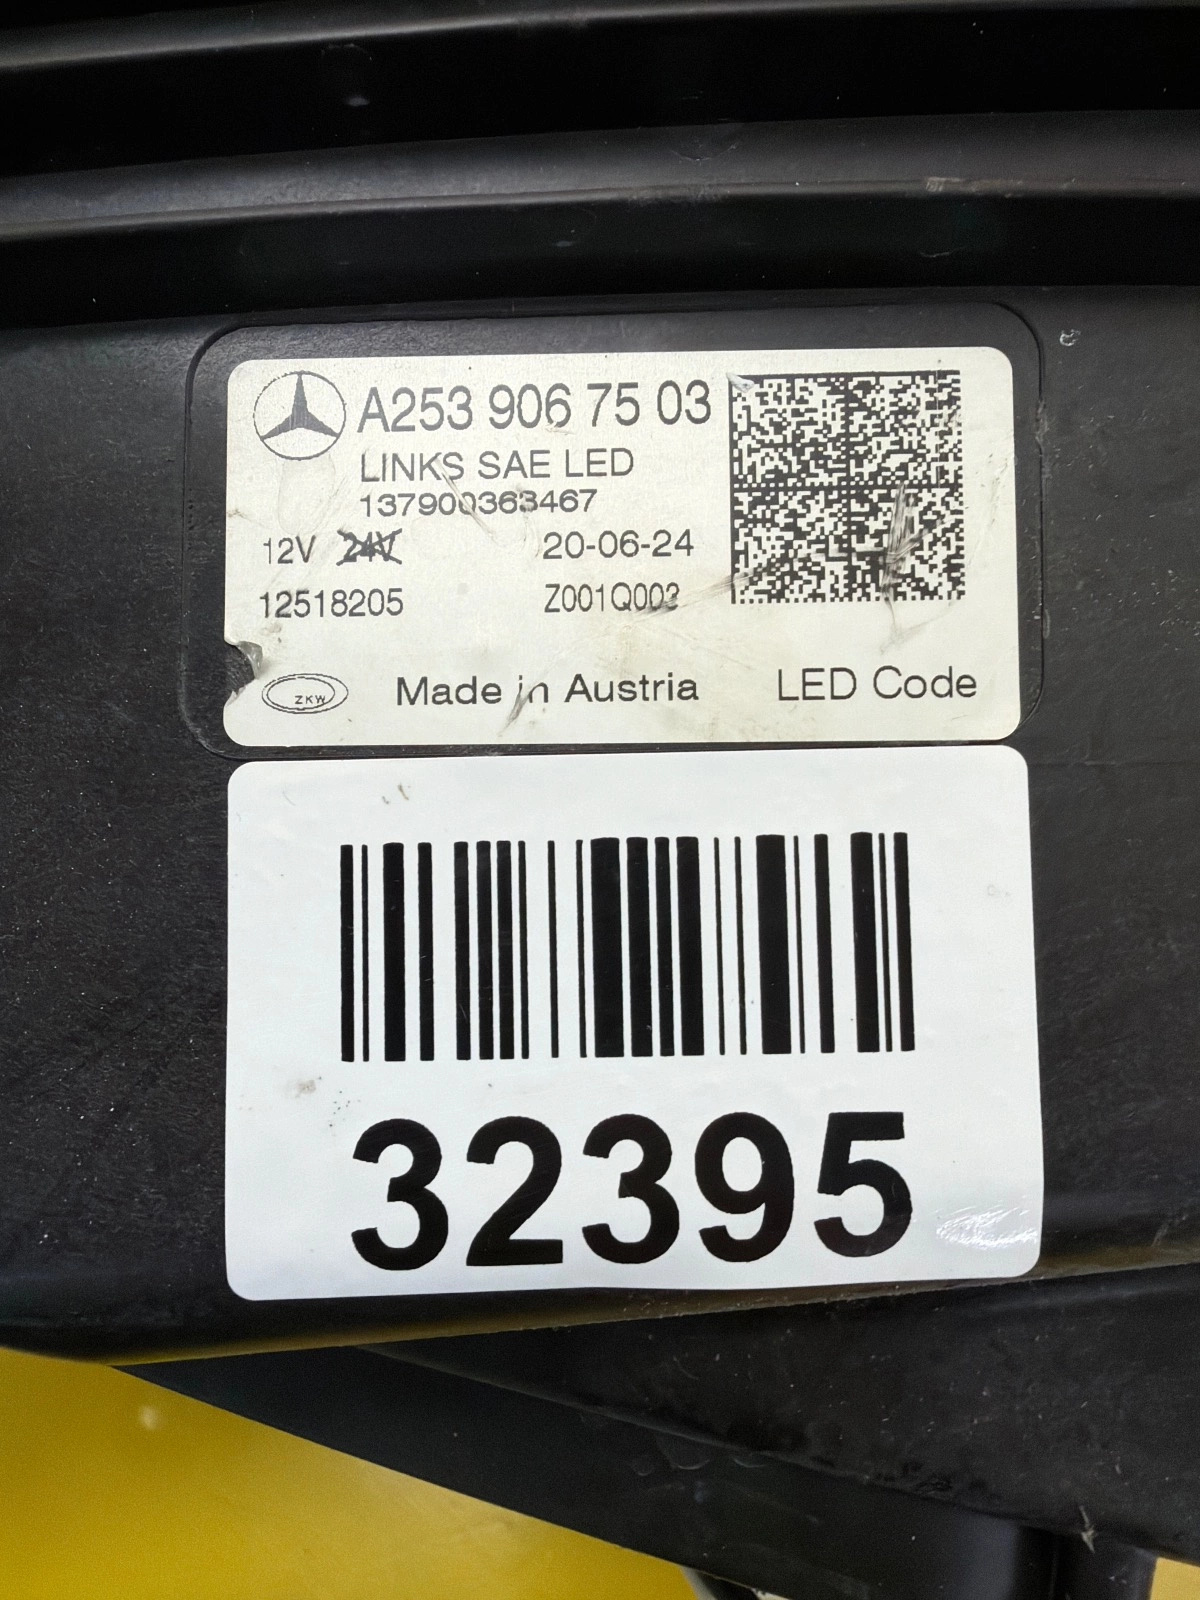 A253 906 75 03
LINKS SAE LED
137900363467
12V 24V 20-06-24
12518205 Z001Q003
ZKW Made in Austria LED Code
32395